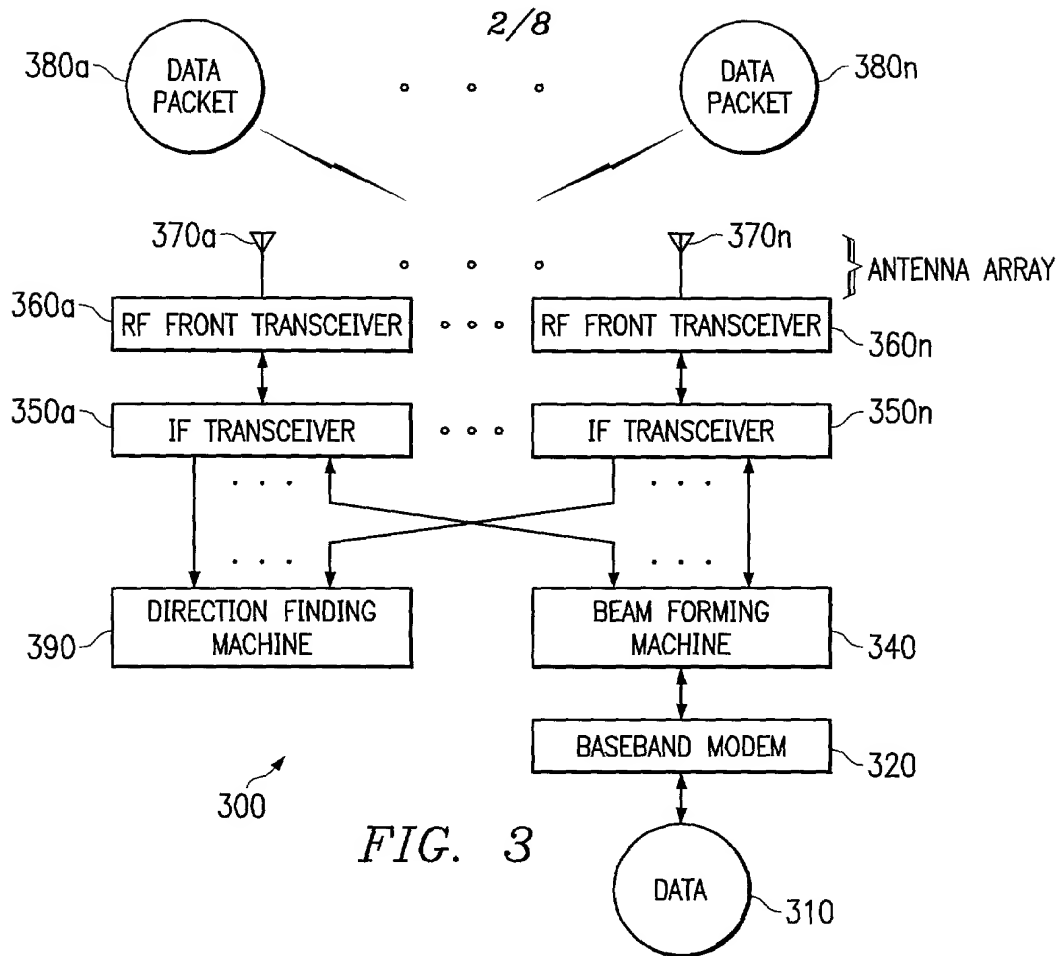 2/8
380a
DATA
PACKET
DATA
PACKET
380n
370a
370n
ANTENNA ARRAY
360a
RF FRONT TRANSCEIVER
RF FRONT TRANSCEIVER
360n
350a
IF TRANSCEIVER
IF TRANSCEIVER
350n
390
DIRECTION FINDING
MACHINE
BEAM FORMING
MACHINE
340
BASEBAND MODEM
320
300
FIG. 3
DATA
310